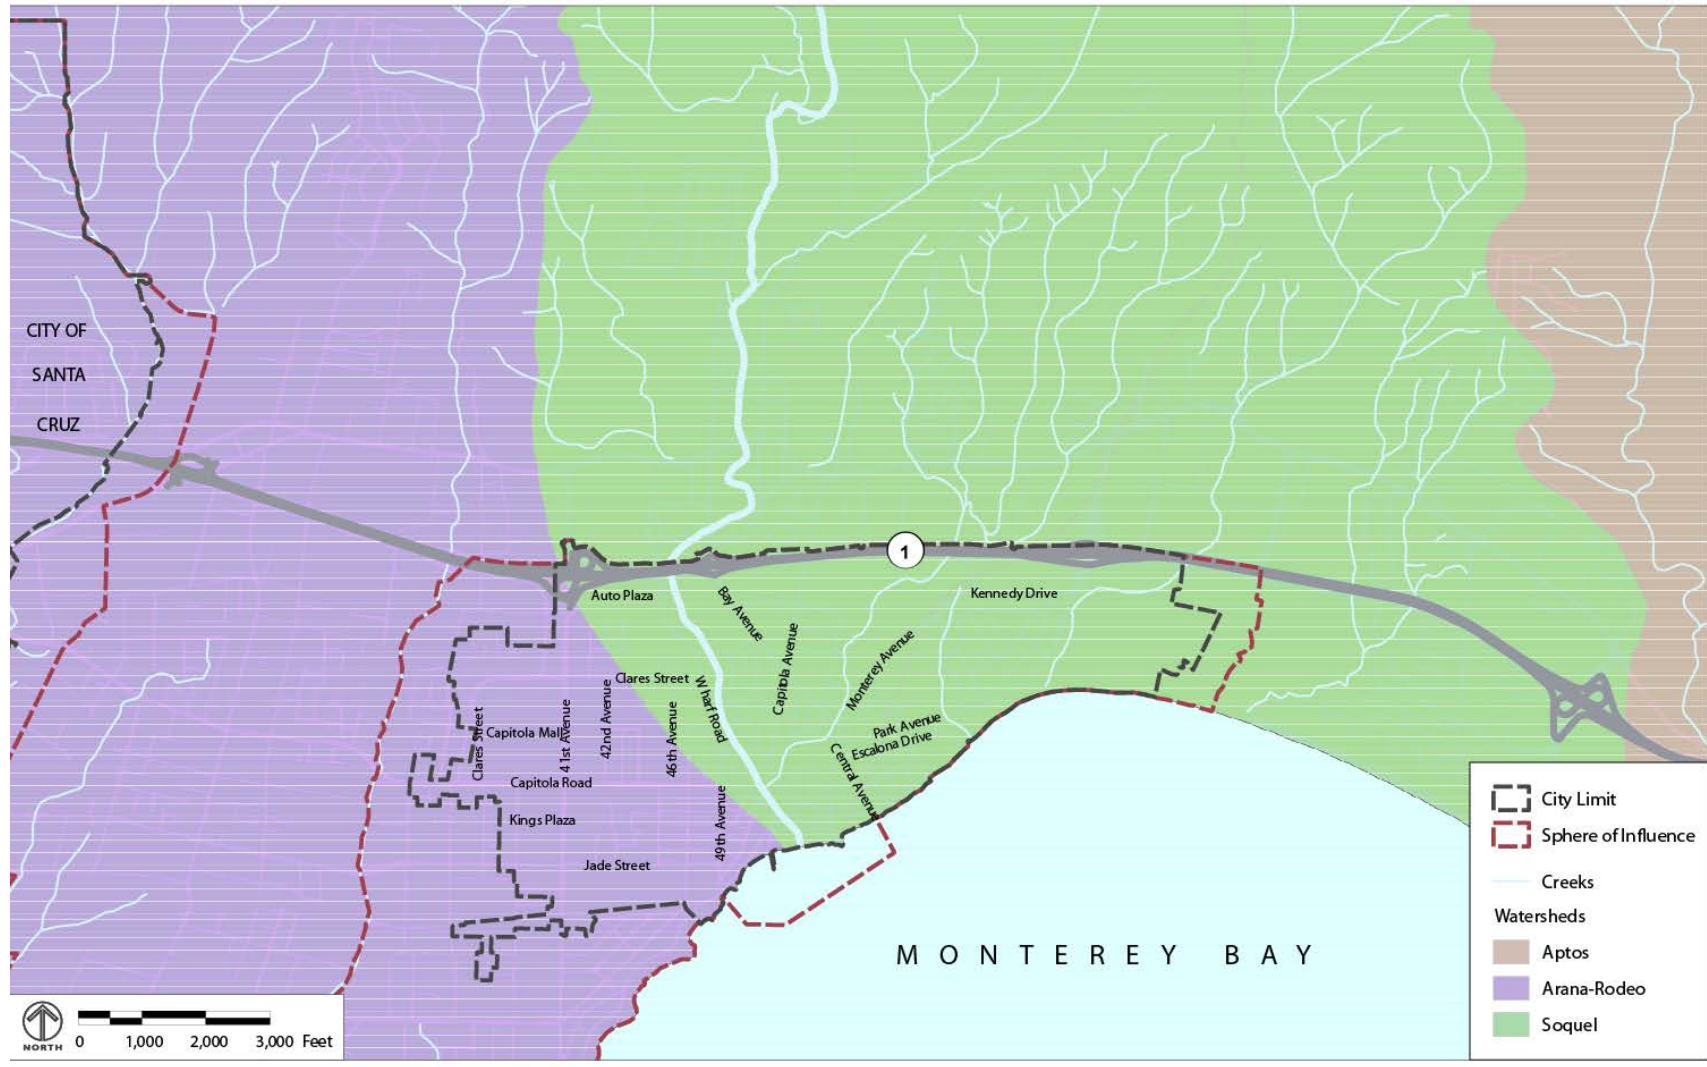 CITY OF
SANTA
CRUZ
1
Auto Plaza
Bay Avenue
Kennedy Drive
Capitola Avenue
Monterey Avenue
Clares Street
Wharf Road
42nd Avenue
41st Avenue
46th Avenue
Clares Street
Capitola Mall
Park Avenue
Escalona Drive
Central Avenue
Capitola Road
Kings Plaza
49th Avenue
Jade Street
MONTEREY BAY
City Limit
Sphere of Influence
Creeks
Watersheds
Aptos
Arana-Rodeo
Soquel
NORTH
0 1,000 2,000 3,000 Feet